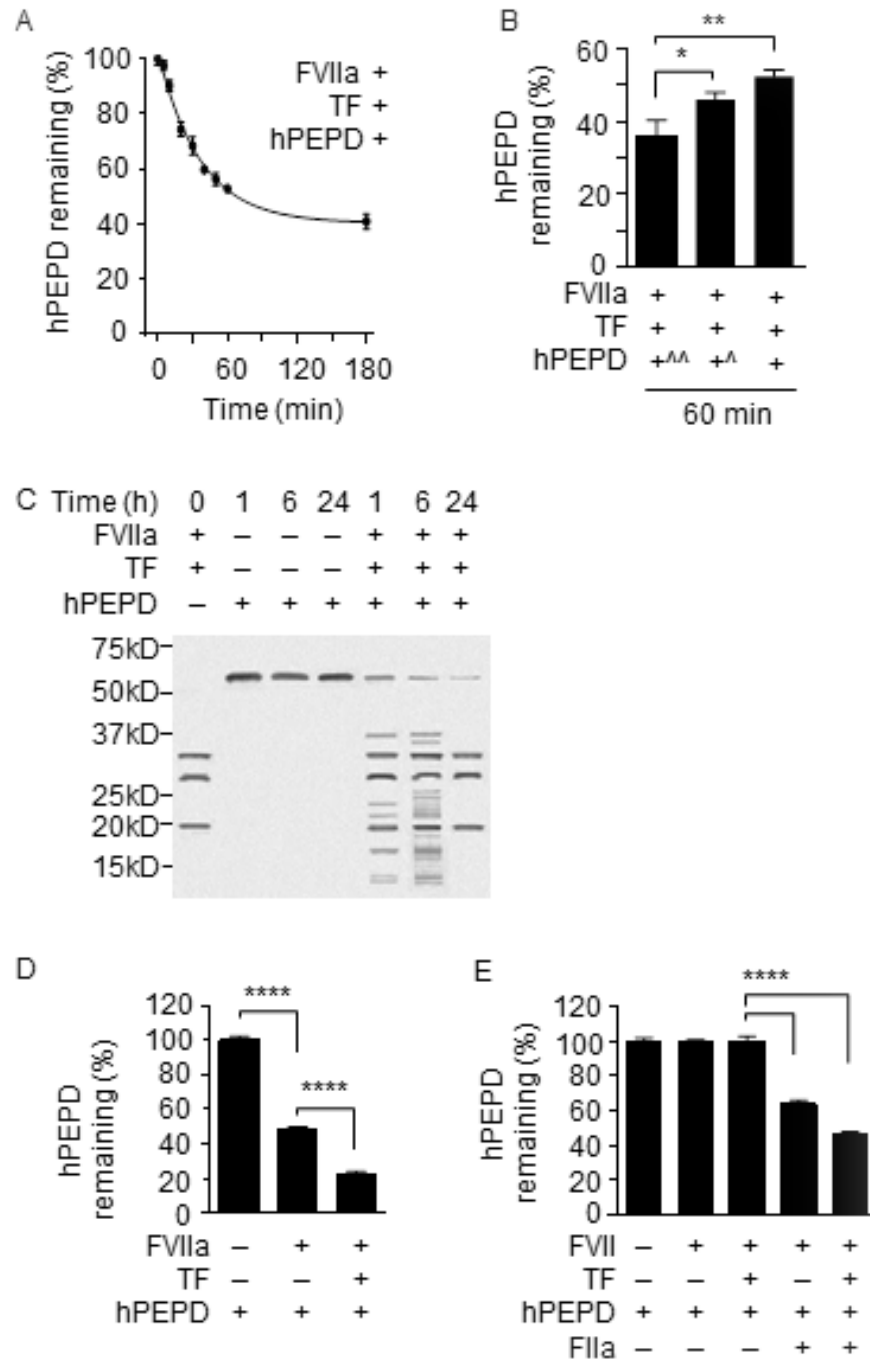 A
100
80
60
40
20
0
hPEPD remaining (%)
FVIIa +
TF +
hPEPD +
0 60 120 180
Time (min)
B
**
*
60
40
20
0
hPEPD
remaining (%)
FVIIa + + +
TF + + +
hPEPD +^^ +^ +
60 min
C Time (h) 0 1 6 24 1 6 24
FVIIa + – – – + + +
TF + – – – + + +
hPEPD – + + + + + +
75kD
50kD
37kD
25kD
20kD
15kD
D
****
****
120
100
80
60
40
20
0
hPEPD
remaining (%)
FVIIa – + +
TF – – +
hPEPD + + +
E
****
120
100
80
60
40
20
0
hPEPD
remaining (%)
FVII – + + + +
TF – – + – +
hPEPD + + + + +
FIIa – – – + +